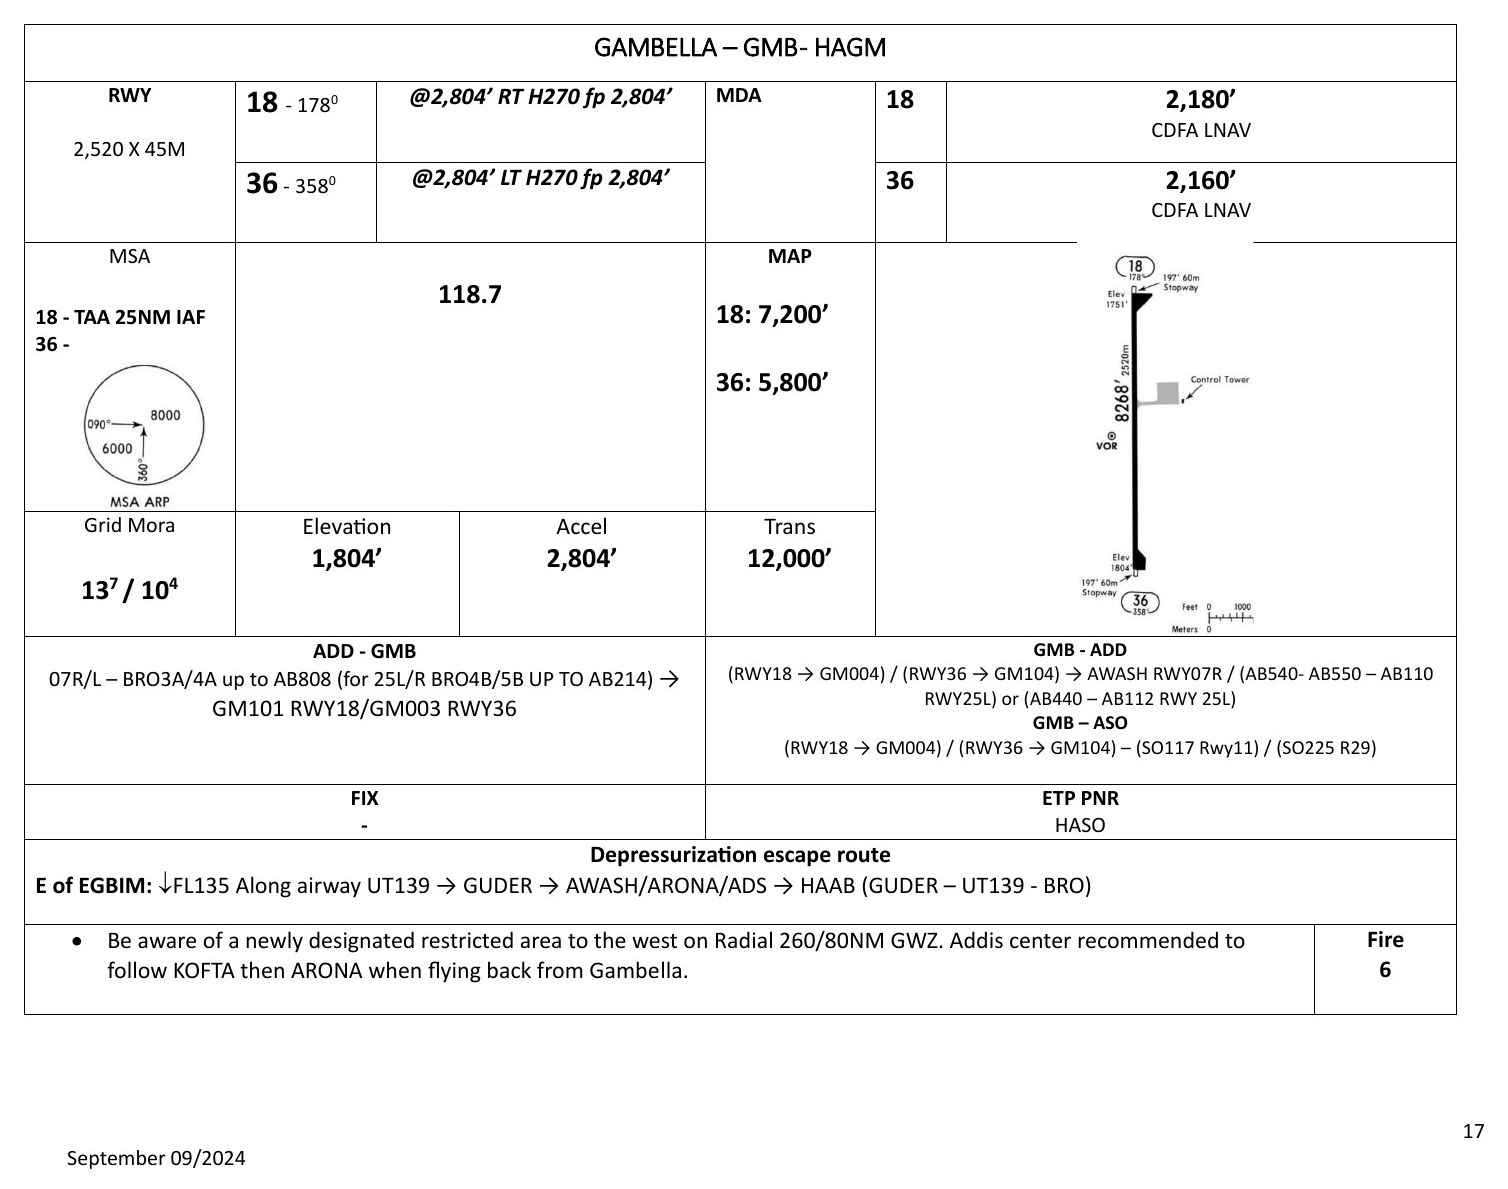 GAMBELLA – GMB- HAGM
RWY
2,520 X 45M
18 - 178⁰
@2,804’ RT H270 fp 2,804’
36 - 358⁰
@2,804’ LT H270 fp 2,804’
MDA
18
2,180’
CDFA LNAV
36
2,160’
CDFA LNAV
MSA
18 - TAA 25NM IAF
36 -
090°
8000
6000
360°
MSA ARP
118.7
MAP
18: 7,200’
36: 5,800’
18
178°
197' 60m
Stopway
Elev
1751'
8268' 2520m
Control Tower
VOR
Elev
1804'
197' 60m
Stopway
36
358°
Feet 0 1000
Meters 0
Grid Mora
13⁷ / 10⁴
Elevation
1,804’
Accel
2,804’
Trans
12,000’
ADD - GMB
07R/L – BRO3A/4A up to AB808 (for 25L/R BRO4B/5B UP TO AB214) →
GM101 RWY18/GM003 RWY36
GMB - ADD
(RWY18 → GM004) / (RWY36 → GM104) → AWASH RWY07R / (AB540- AB550 – AB110
RWY25L) or (AB440 – AB112 RWY 25L)
GMB – ASO
(RWY18 → GM004) / (RWY36 → GM104) – (SO117 Rwy11) / (SO225 R29)
FIX
-
ETP PNR
HASO
Depressurization escape route
E of EGBIM: ↓FL135 Along airway UT139 → GUDER → AWASH/ARONA/ADS → HAAB (GUDER – UT139 - BRO)
• Be aware of a newly designated restricted area to the west on Radial 260/80NM GWZ. Addis center recommended to
follow KOFTA then ARONA when flying back from Gambella.
Fire
6
17
September 09/2024